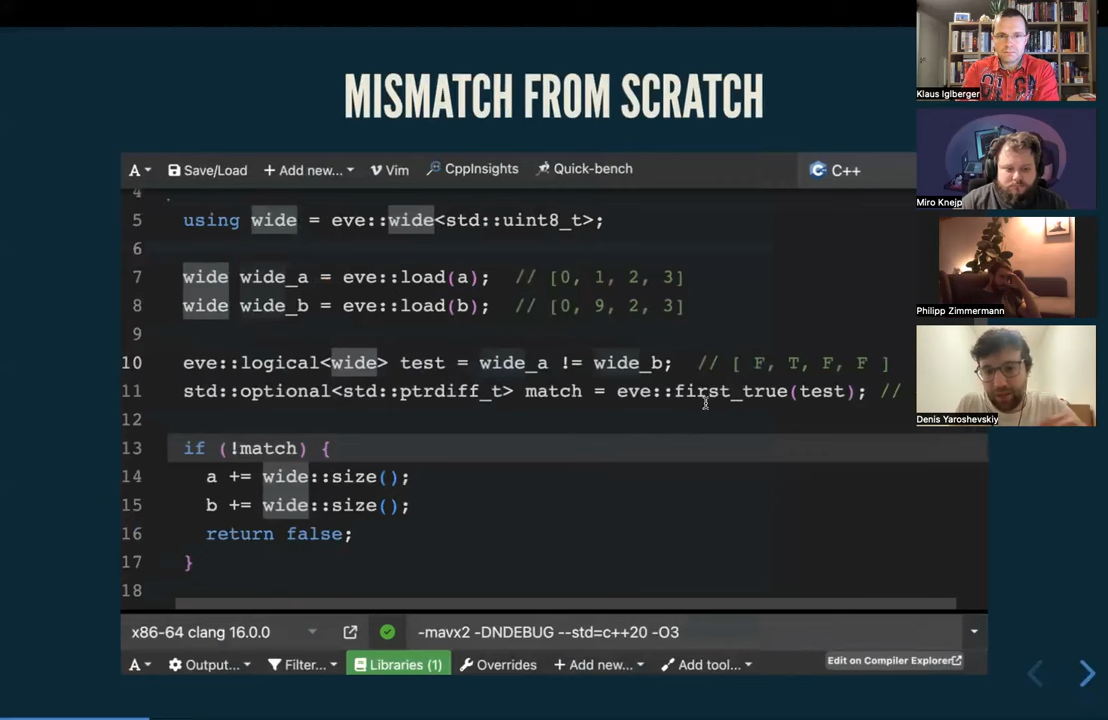 MISMATCH FROM SCRATCH
A Save/Load + Add new... Vim CppInsights Quick-bench C++
4
5 using wide = eve::wide<std::uint8_t>;
6
7 wide wide_a = eve::load(a); // [0, 1, 2, 3]
8 wide wide_b = eve::load(b); // [0, 9, 2, 3]
9
10 eve::logical<wide> test = wide_a != wide_b; // [ F, T, F, F ]
11 std::optional<std::ptrdiff_t> match = eve::first_true(test); //
12
13 if (!match) {
14 a += wide::size();
15 b += wide::size();
16 return false;
17 }
18
x86-64 clang 16.0.0 -mavx2 -DNDEBUG --std=c++20 -O3
A Output... Filter... Libraries (1) Overrides + Add new... Add tool...
Edit on Compiler Explorer
Klaus Iglberger
Miro Knejp
Philipp Zimmermann
Denis Yaroshevskiy